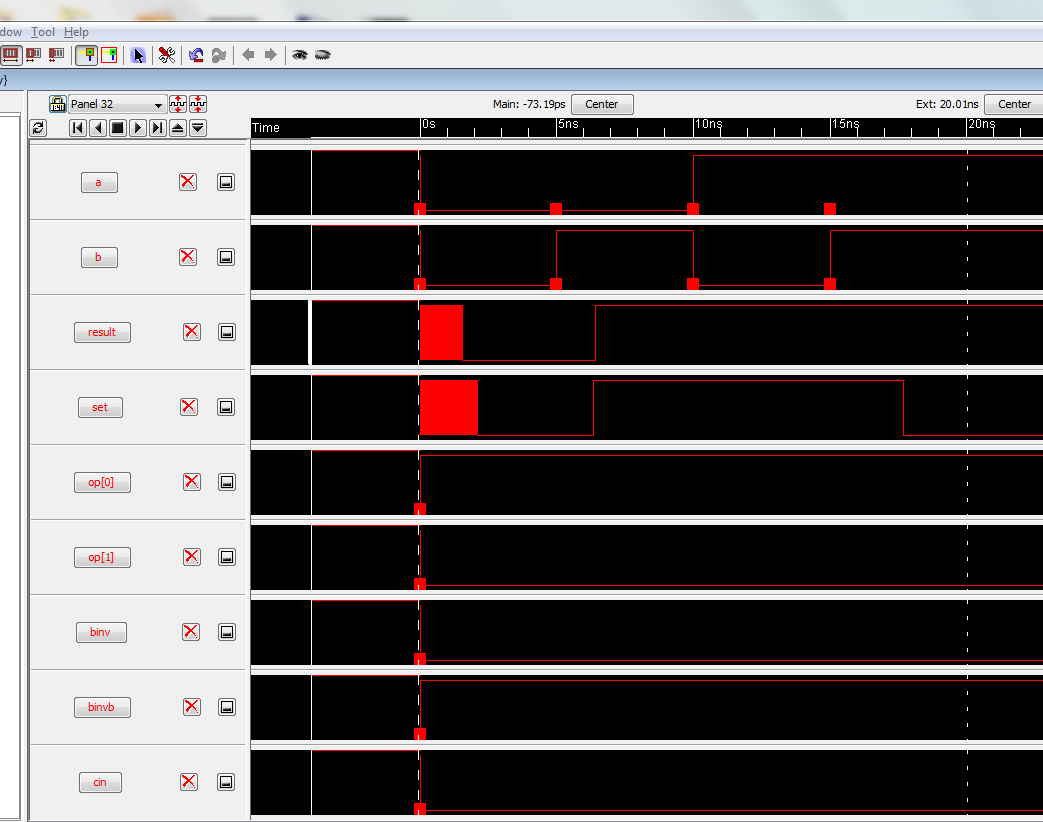 dow Tool Help
y}
Panel 32 Main: -73.19ps Center Ext: 20.01ns Center
Time 0s 5ns 10ns 15ns 20ns
a
b
result
set
op[0]
op[1]
binv
binvb
cin